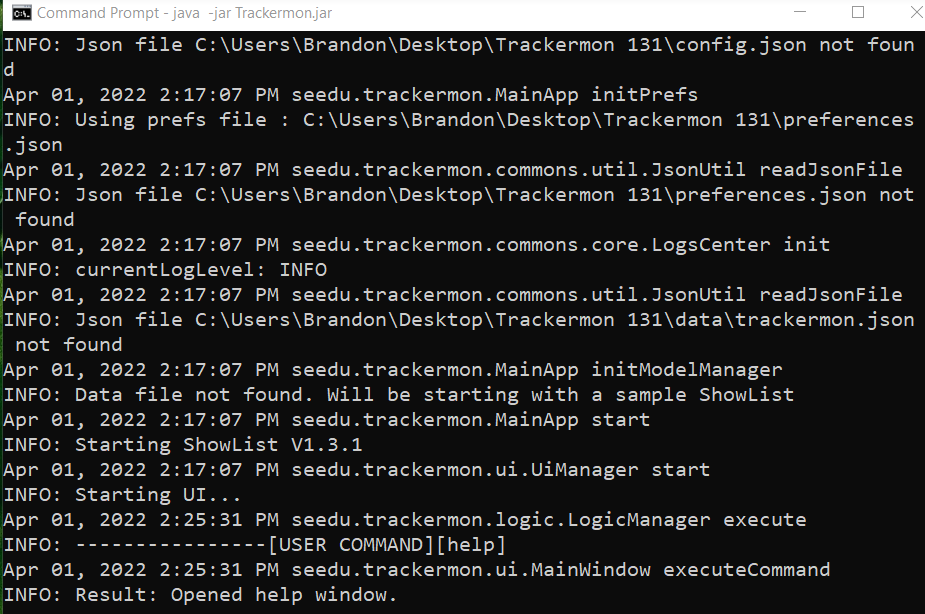 Command Prompt - java  -jar Trackermon.jar
INFO: Json file C:\Users\Brandon\Desktop\Trackermon 131\config.json not foun
d
Apr 01, 2022 2:17:07 PM seedu.trackermon.MainApp initPrefs
INFO: Using prefs file : C:\Users\Brandon\Desktop\Trackermon 131\preferences
.json
Apr 01, 2022 2:17:07 PM seedu.trackermon.commons.util.JsonUtil readJsonFile
INFO: Json file C:\Users\Brandon\Desktop\Trackermon 131\preferences.json not
 found
Apr 01, 2022 2:17:07 PM seedu.trackermon.commons.core.LogsCenter init
INFO: currentLogLevel: INFO
Apr 01, 2022 2:17:07 PM seedu.trackermon.commons.util.JsonUtil readJsonFile
INFO: Json file C:\Users\Brandon\Desktop\Trackermon 131\data\trackermon.json
 not found
Apr 01, 2022 2:17:07 PM seedu.trackermon.MainApp initModelManager
INFO: Data file not found. Will be starting with a sample ShowList
Apr 01, 2022 2:17:07 PM seedu.trackermon.MainApp start
INFO: Starting ShowList V1.3.1
Apr 01, 2022 2:17:07 PM seedu.trackermon.ui.UiManager start
INFO: Starting UI...
Apr 01, 2022 2:25:31 PM seedu.trackermon.logic.LogicManager execute
INFO: ----------------[USER COMMAND][help]
Apr 01, 2022 2:25:31 PM seedu.trackermon.ui.MainWindow executeCommand
INFO: Result: Opened help window.